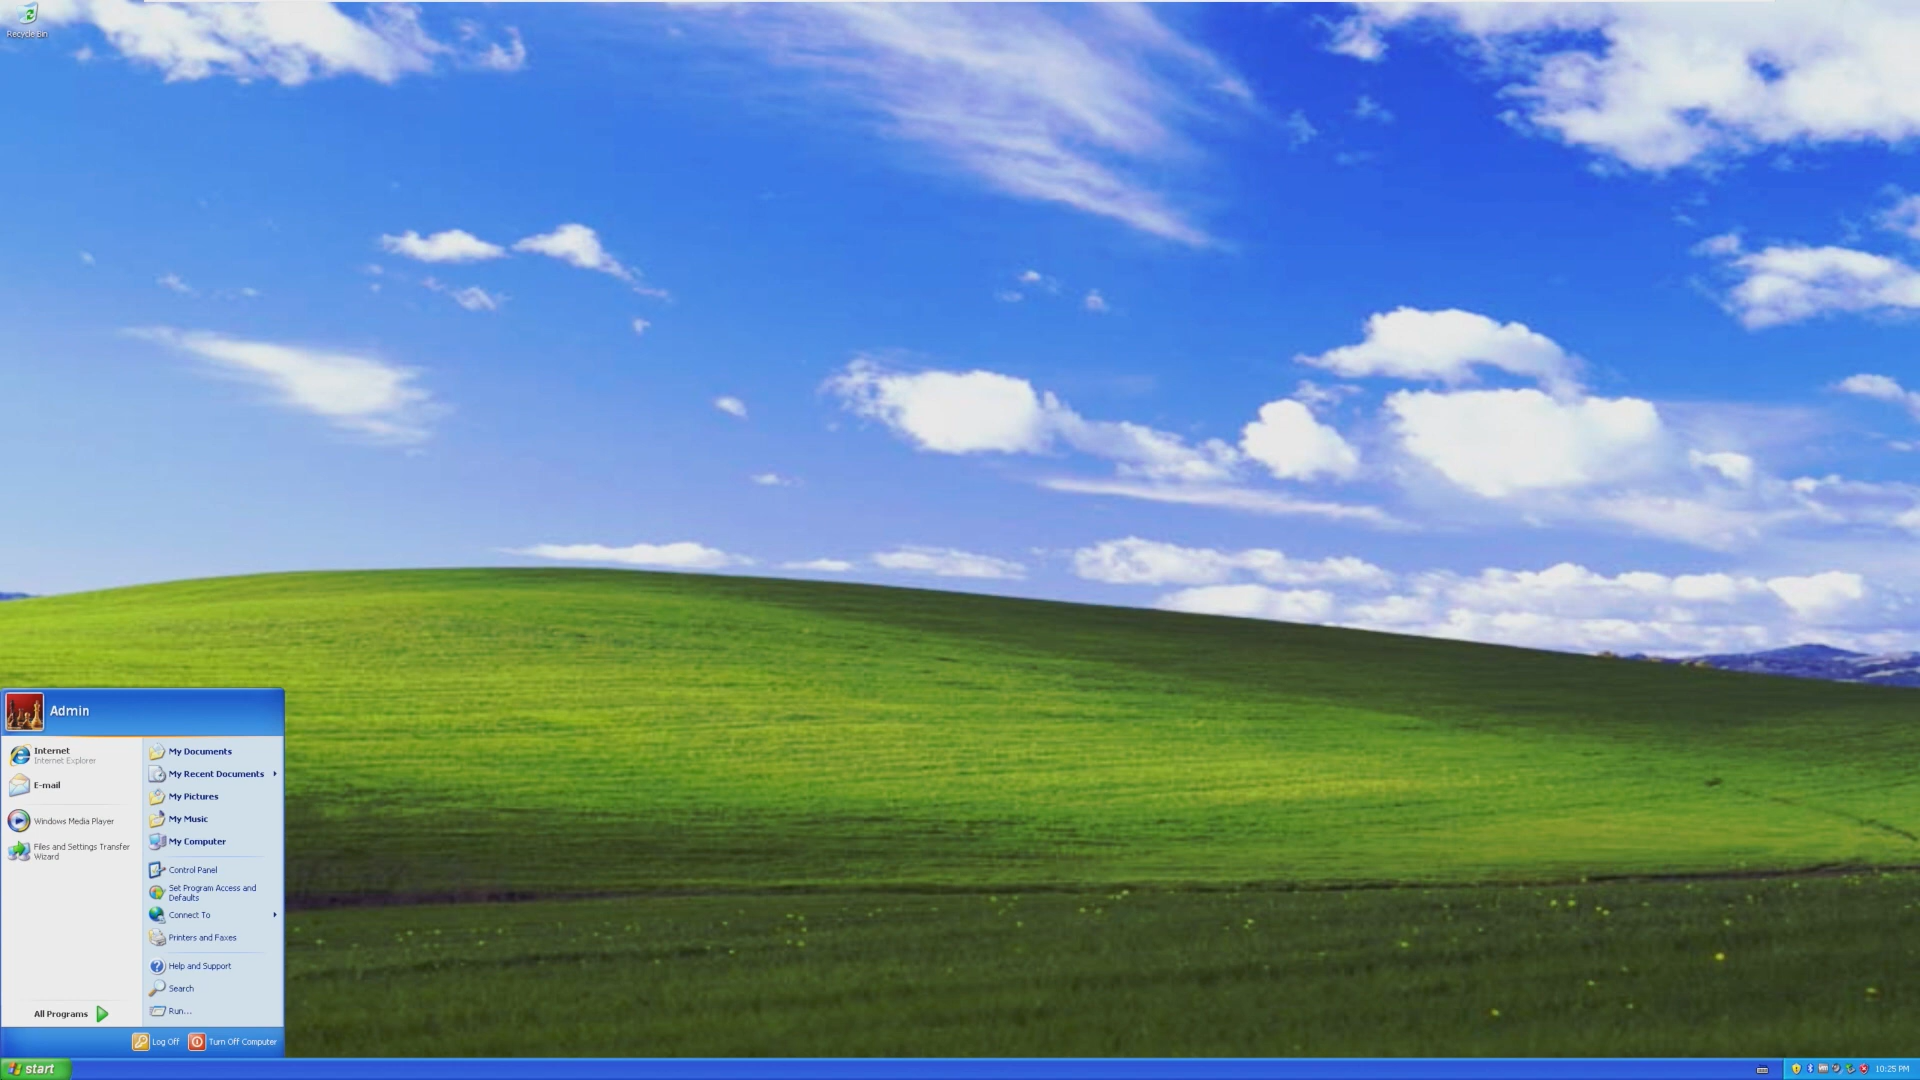 Recycle Bin
Admin
Internet
Internet Explorer
E-mail
Windows Media Player
Files and Settings Transfer
Wizard
All Programs
My Documents
My Recent Documents
My Pictures
My Music
My Computer
Control Panel
Set Program Access and
Defaults
Connect To
Printers and Faxes
Help and Support
Search
Run...
Log Off
Turn Off Computer
start
10:25 PM